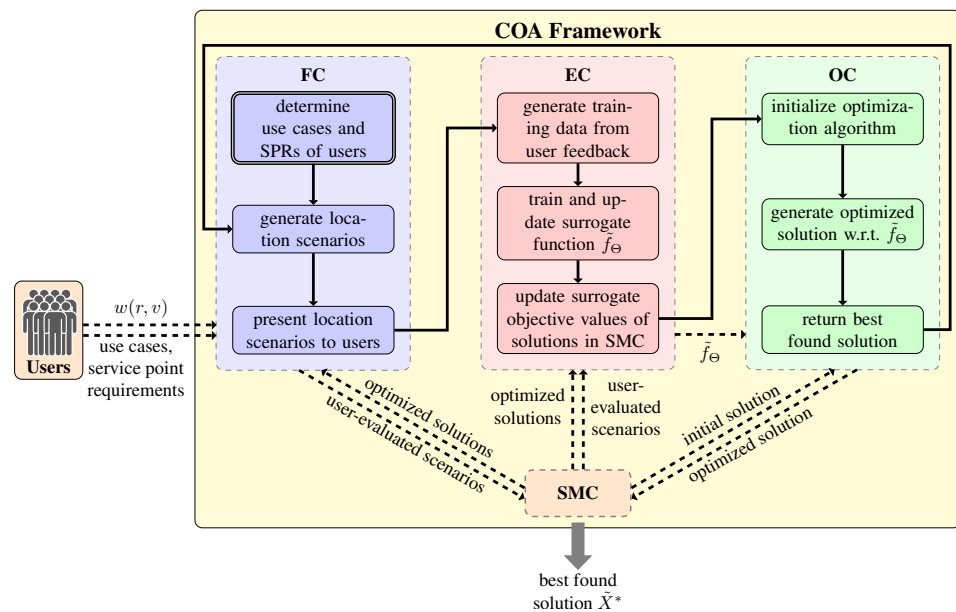 COA Framework
FC
determine
use cases and
SPRs of users
generate loca-
tion scenarios
present location
scenarios to users
EC
generate train-
ing data from
user feedback
train and up-
date surrogate
function f̃_Θ
update surrogate
objective values of
solutions in SMC
OC
initialize optimiza-
tion algorithm
generate optimized
solution w.r.t. f̃_Θ
return best
found solution
Users
w(r, v)
use cases,
service point
requirements
f̃_Θ
optimized solutions
user-evaluated scenarios
optimized
solutions
user-
evaluated
scenarios
initial solution
optimized solution
SMC
best found
solution X̃*